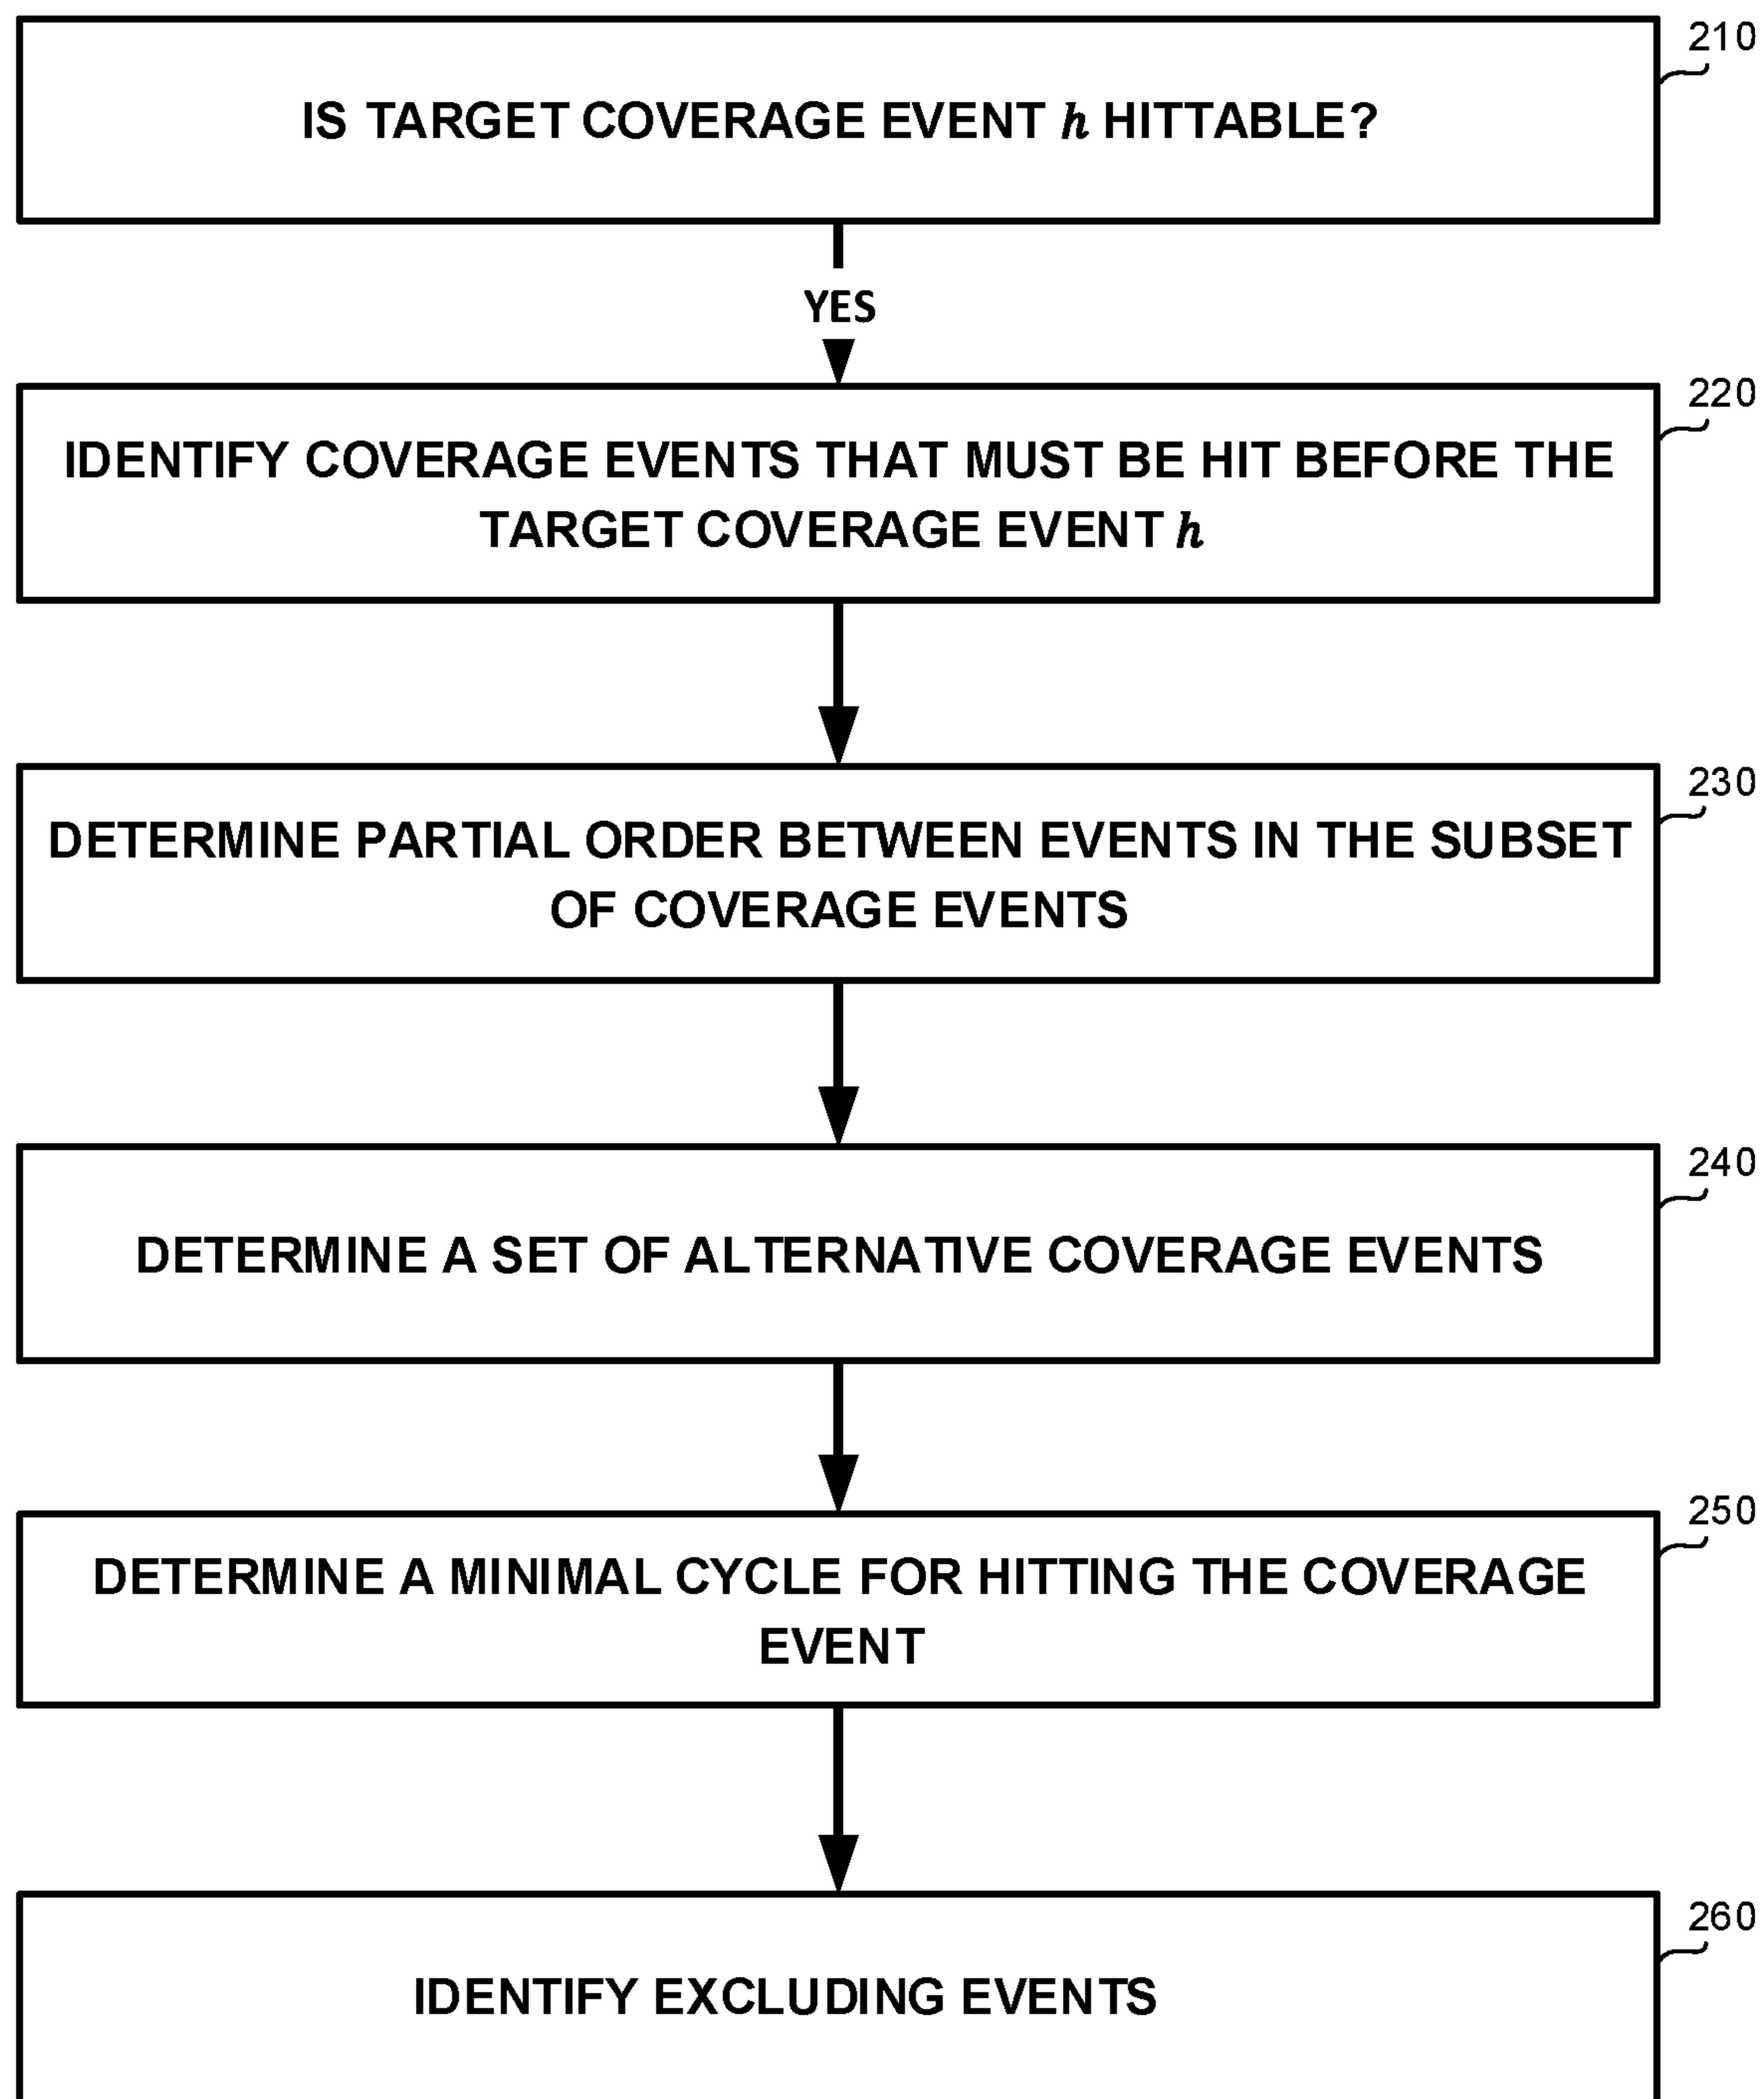 210
IS TARGET COVERAGE EVENT h HITTABLE?
YES
220
IDENTIFY COVERAGE EVENTS THAT MUST BE HIT BEFORE THE
TARGET COVERAGE EVENT h
230
DETERMINE PARTIAL ORDER BETWEEN EVENTS IN THE SUBSET
OF COVERAGE EVENTS
240
DETERMINE A SET OF ALTERNATIVE COVERAGE EVENTS
250
DETERMINE A MINIMAL CYCLE FOR HITTING THE COVERAGE
EVENT
260
IDENTIFY EXCLUDING EVENTS